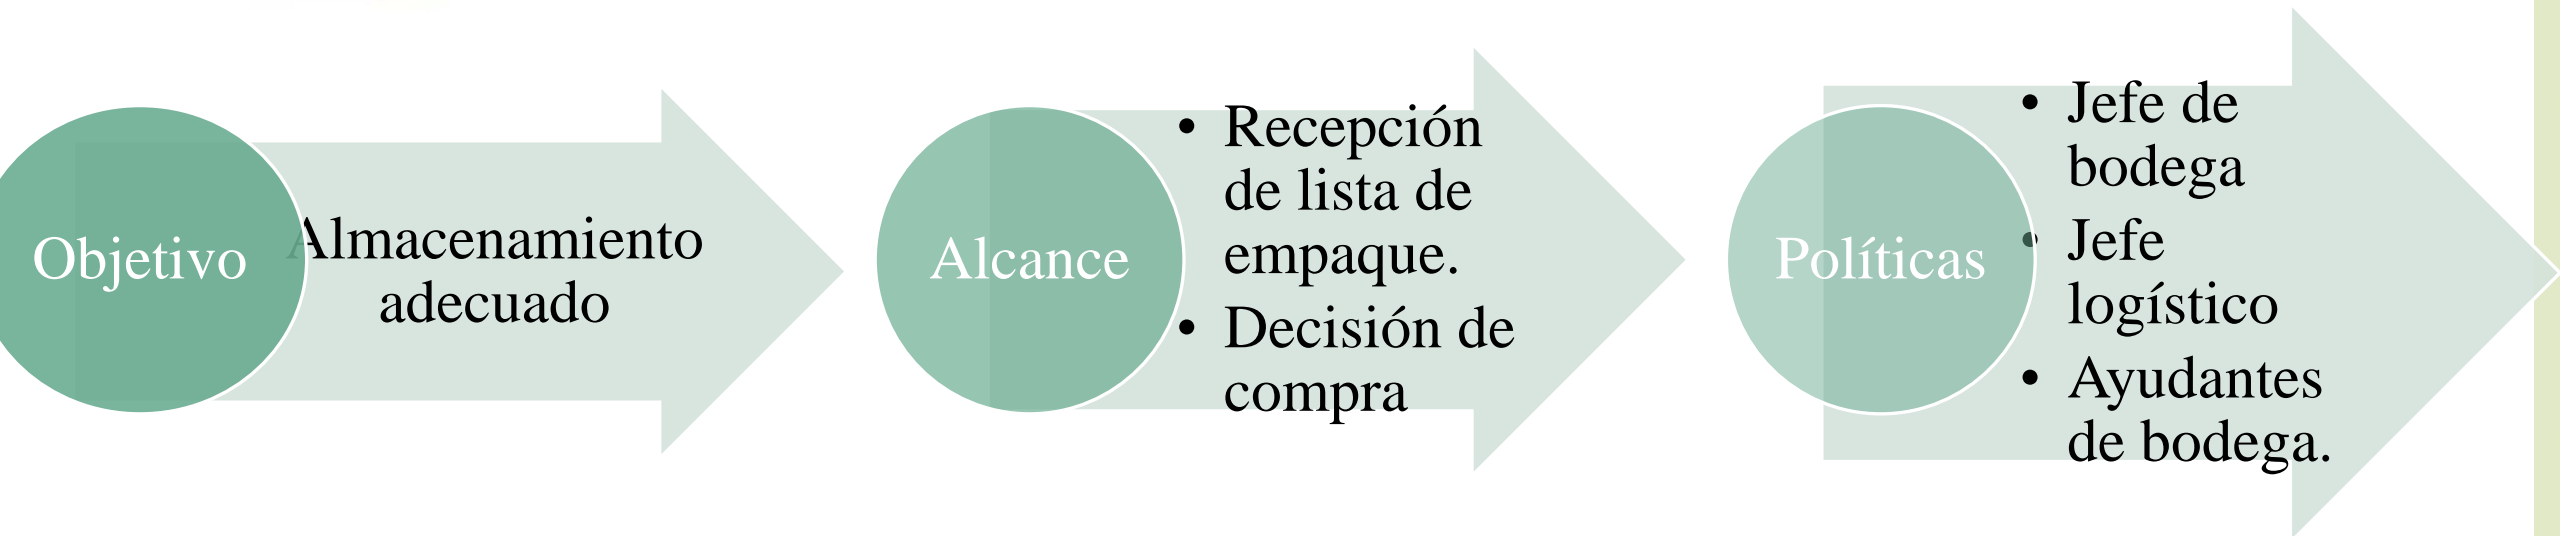 Objetivo
Almacenamiento
adecuado
Alcance
• Recepción
de lista de
empaque.
• Decisión de
compra
Políticas
• Jefe de
bodega
• Jefe
logístico
• Ayudantes
de bodega.